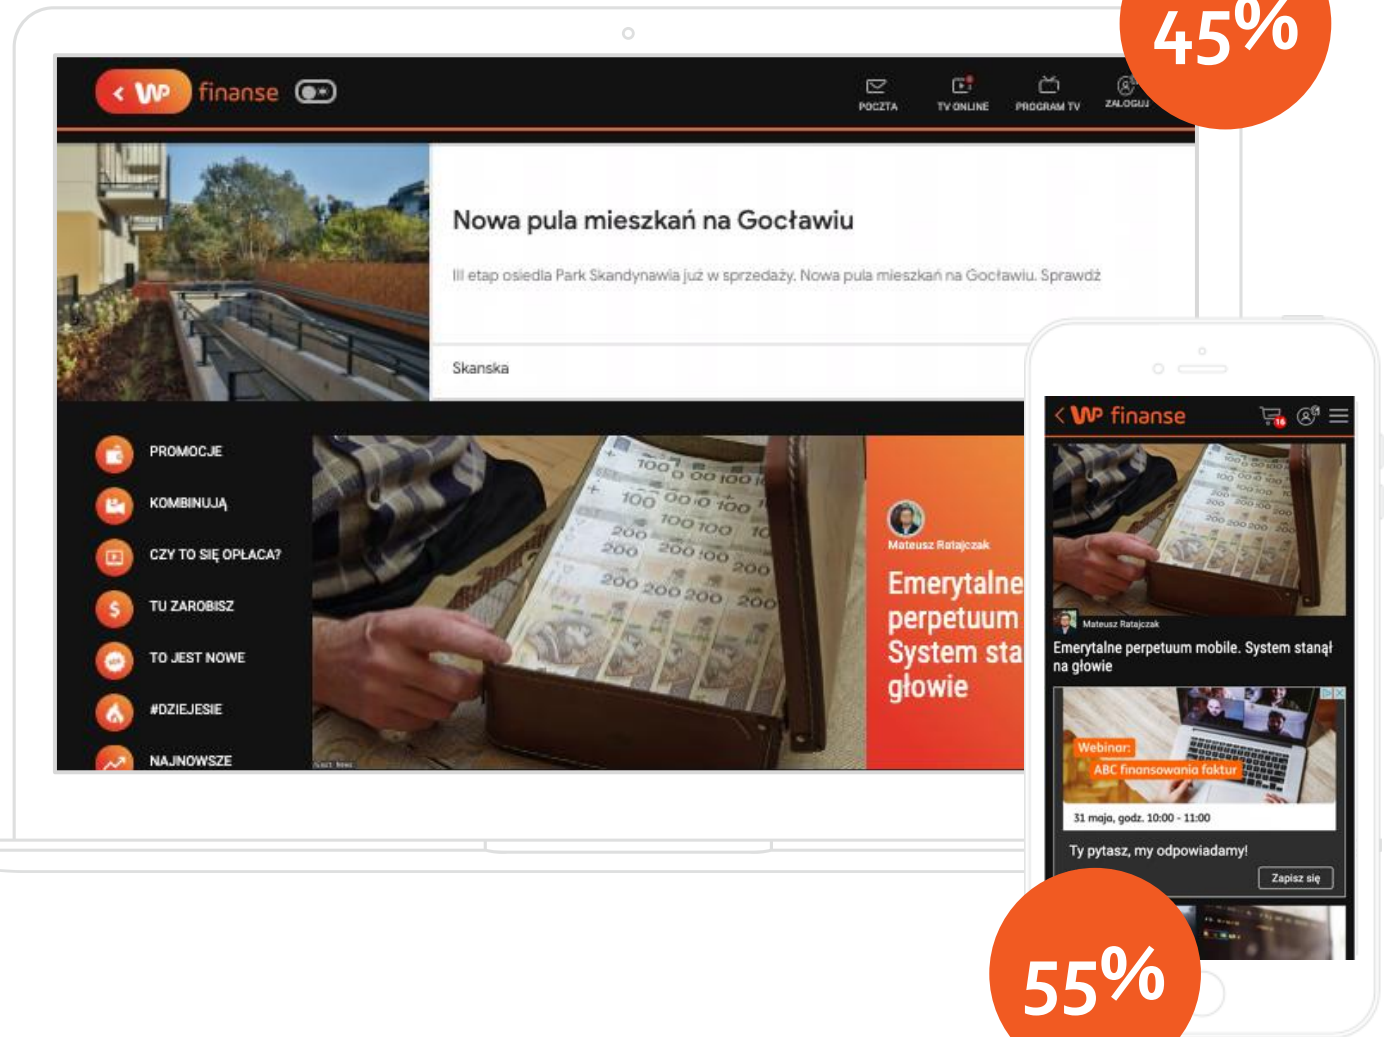 45%
WP finanse
POCZTA
TV ONLINE
PROGRAM TV
ZALOGUJ
Nowa pula mieszkań na Gocławiu
III etap osiedla Park Skandynawia już w sprzedaży. Nowa pula mieszkań na Gocławiu. Sprawdź
Skanska
PROMOCJE
KOMBINUJĄ
CZY TO SIĘ OPŁACA?
TU ZAROBISZ
TO JEST NOWE
#DZIEJESIE
NAJNOWSZE
Mateusz Ratajczak
Emerytalne
perpetuum
System sta
głowie
WP finanse
16
Mateusz Ratajczak
Emerytalne perpetuum mobile. System stanął
na głowie
Webinar:
ABC finansowania faktur
31 maja, godz. 10:00 - 11:00
Ty pytasz, my odpowiadamy!
Zapisz się
55%